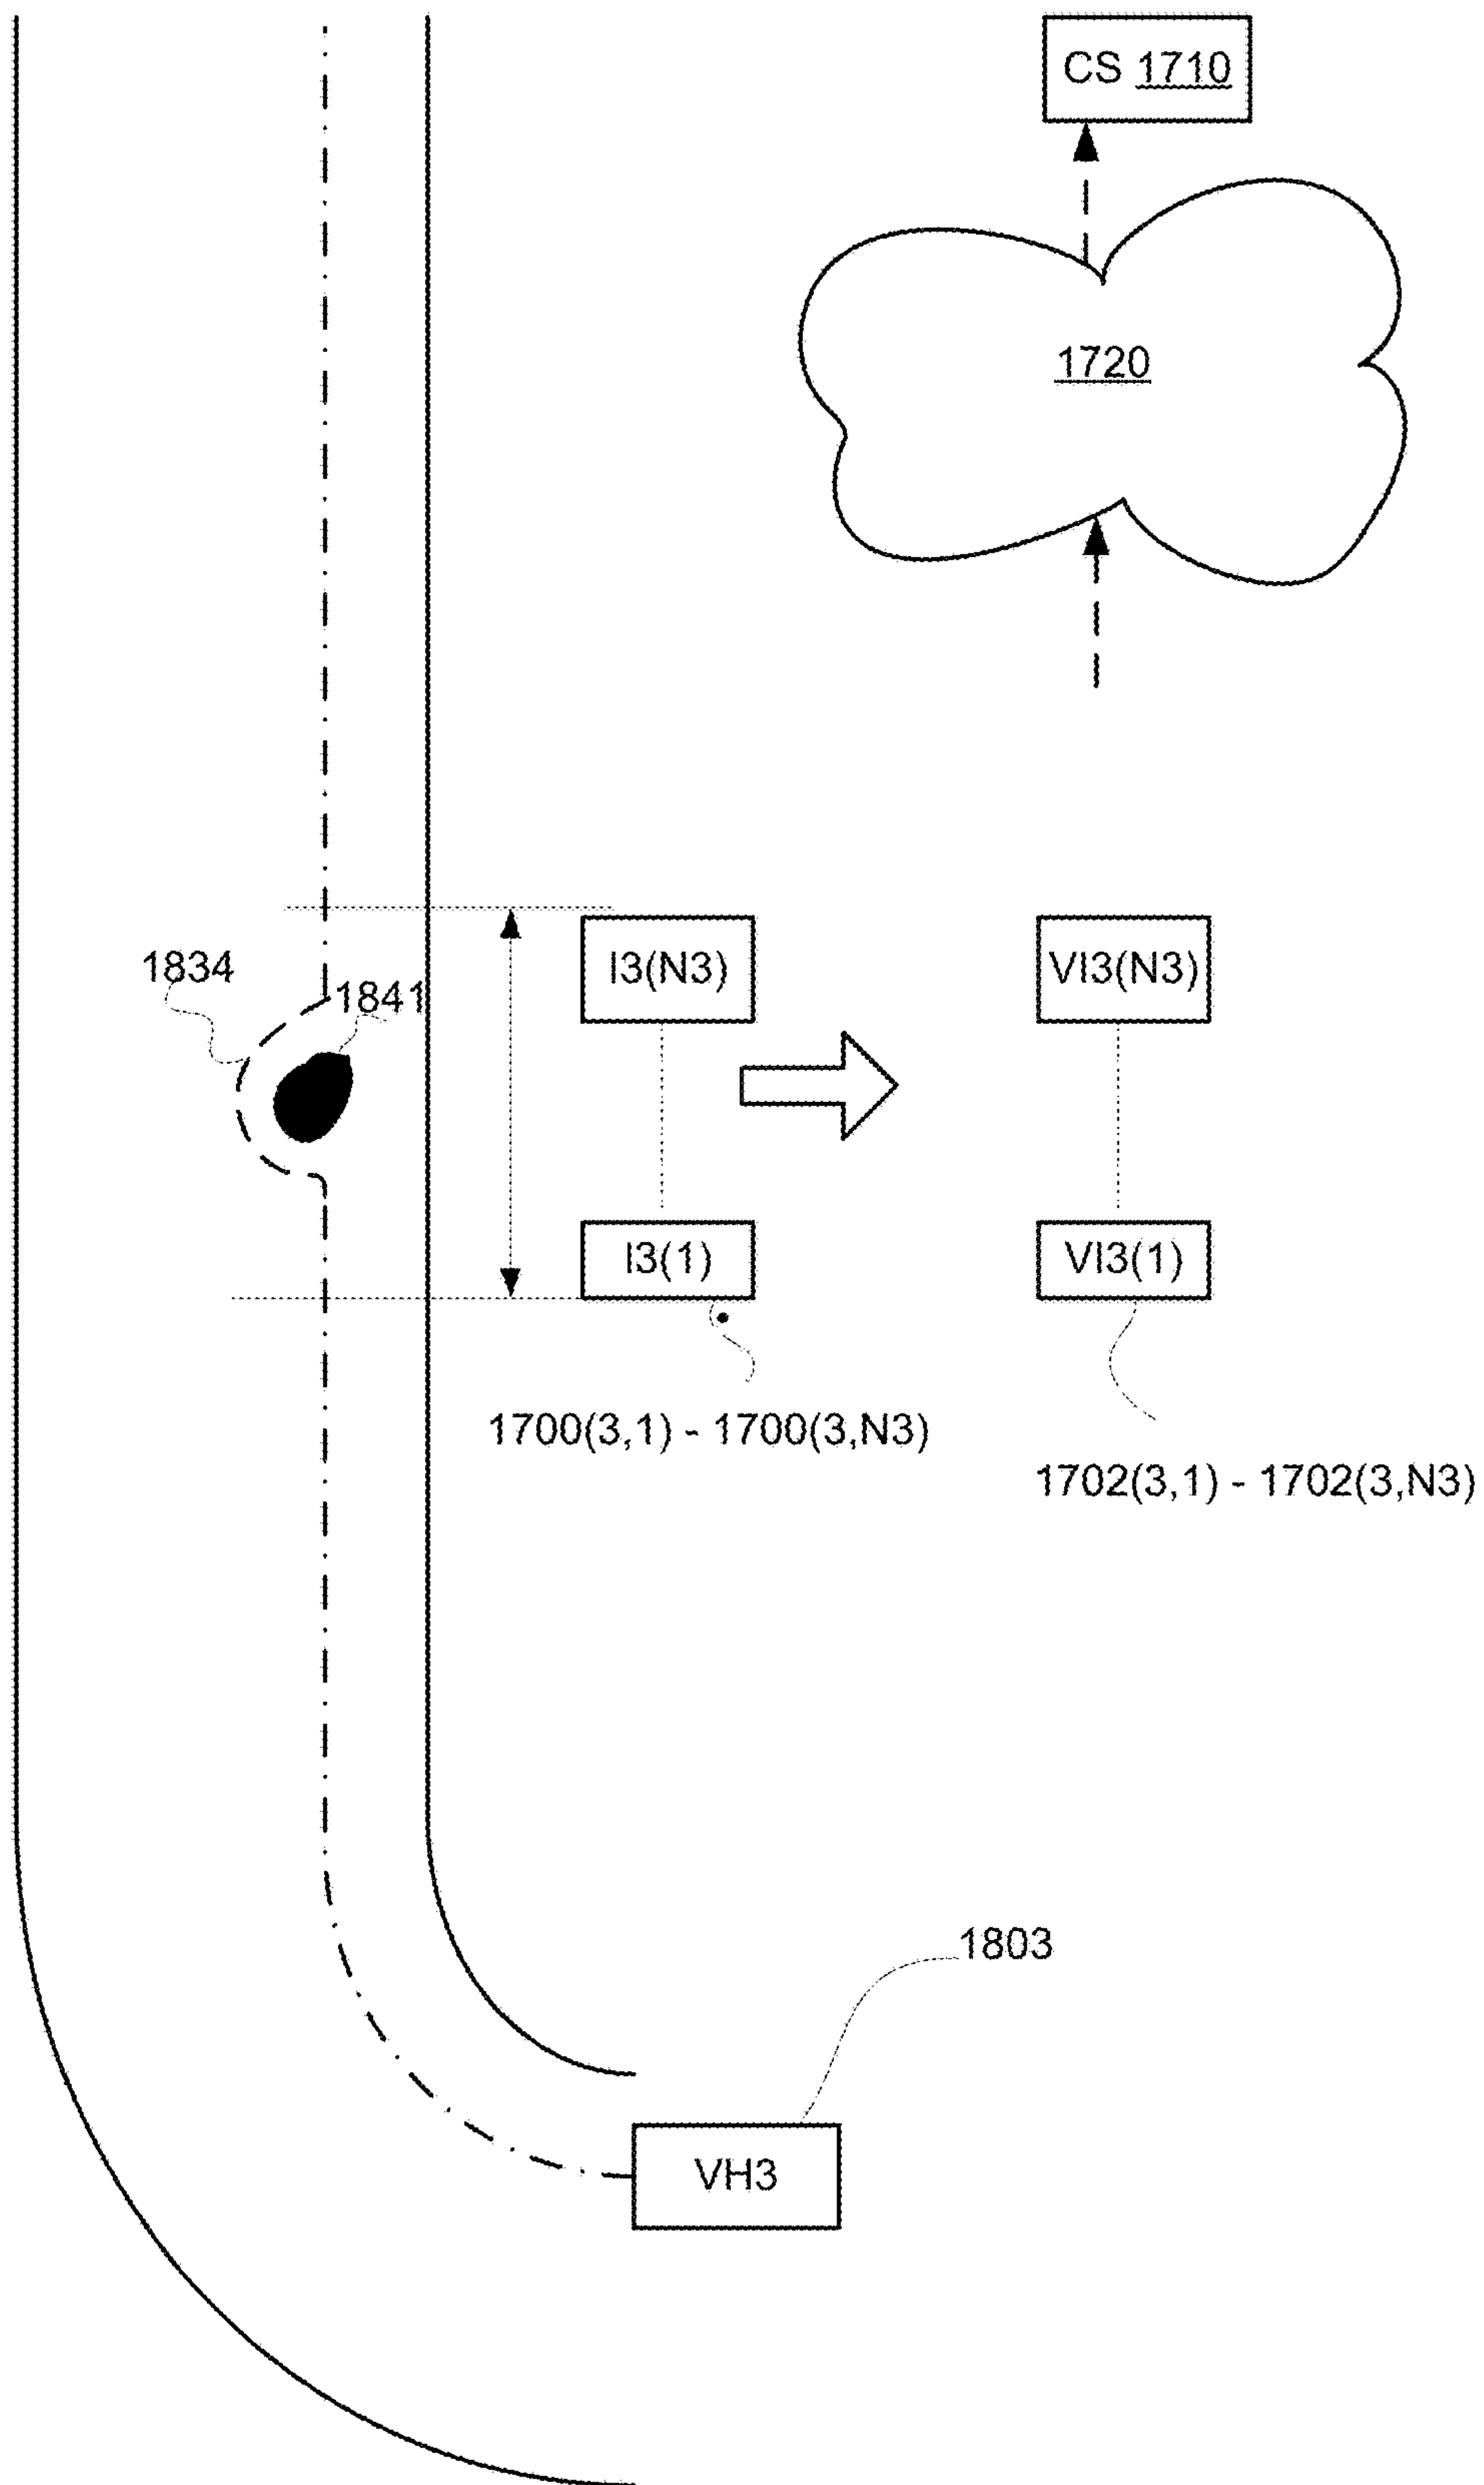 CS 1710
1720
1834
1841
I3(N3)
VI3(N3)
I3(1)
VI3(1)
1700(3,1) - 1700(3,N3)
1702(3,1) - 1702(3,N3)
1803
VH3